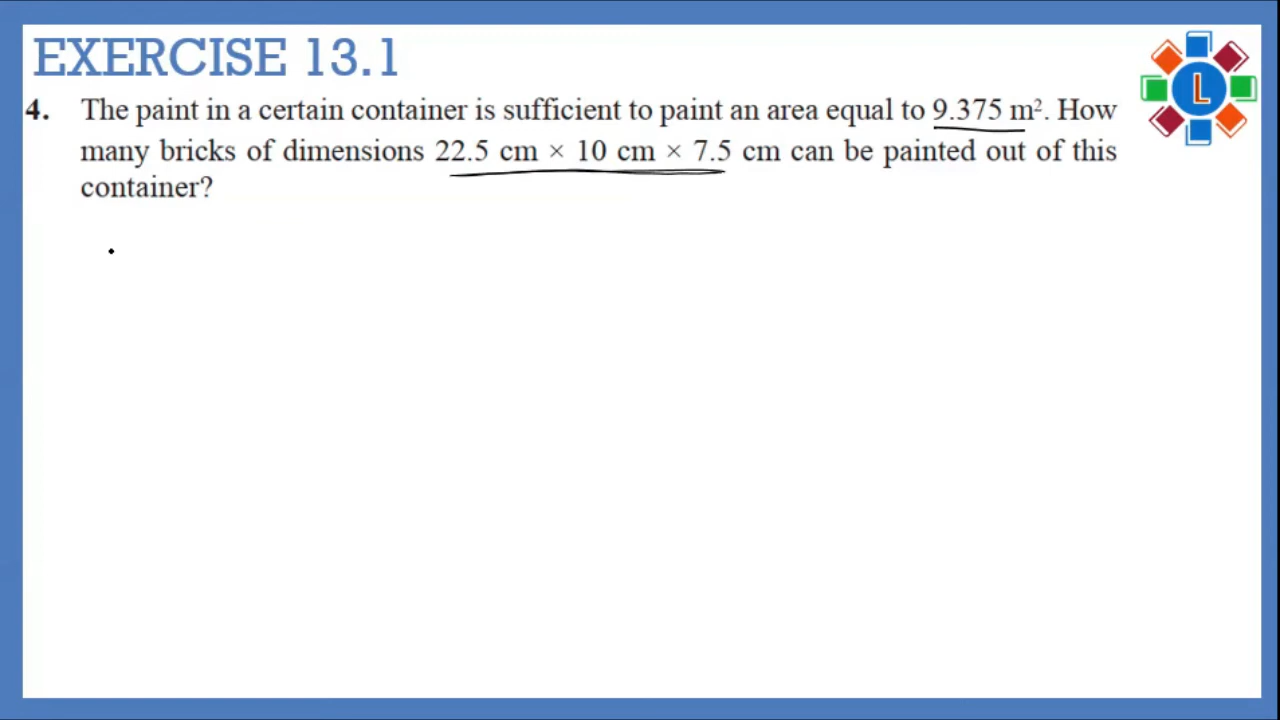 EXERCISE 13.1
4. The paint in a certain container is sufficient to paint an area equal to 9.375 m². How
many bricks of dimensions 22.5 cm × 10 cm × 7.5 cm can be painted out of this
container?
L